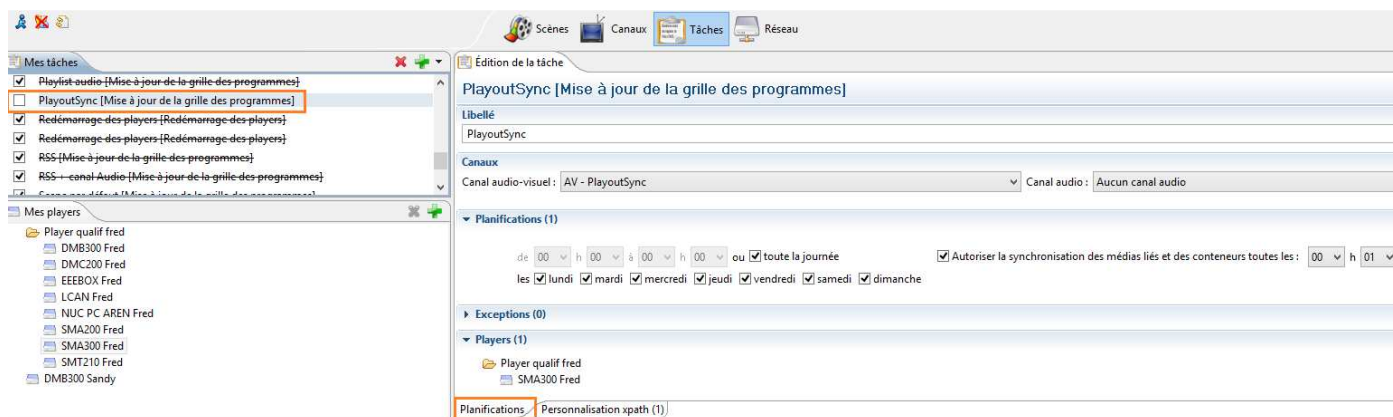 Scènes Canaux Tâches Réseau
Mes tâches
Playlist audio [Mise à jour de la grille des programmes]
PlayoutSync [Mise à jour de la grille des programmes]
Redémarrage des players [Redémarrage des players]
Redémarrage des players [Redémarrage des players]
RSS [Mise à jour de la grille des programmes]
RSS + canal Audio [Mise à jour de la grille des programmes]
Mes players
Player qualif fred
DMB300 Fred
DMC200 Fred
EEEBOX Fred
LCAN Fred
NUC PC AREN Fred
SMA200 Fred
SMA300 Fred
SMT210 Fred
DMB300 Sandy
Édition de la tâche
PlayoutSync [Mise à jour de la grille des programmes]
Libellé
PlayoutSync
Canaux
Canal audio-visuel : AV - PlayoutSync Canal audio : Aucun canal audio
Planifications (1)
de 00 h 00 à 00 h 00 ou toute la journée Autoriser la synchronisation des médias liés et des conteneurs toutes les : 00 h 01
les lundi mardi mercredi jeudi vendredi samedi dimanche
Exceptions (0)
Players (1)
Player qualif fred
SMA300 Fred
Planifications Personnalisation xpath (1)